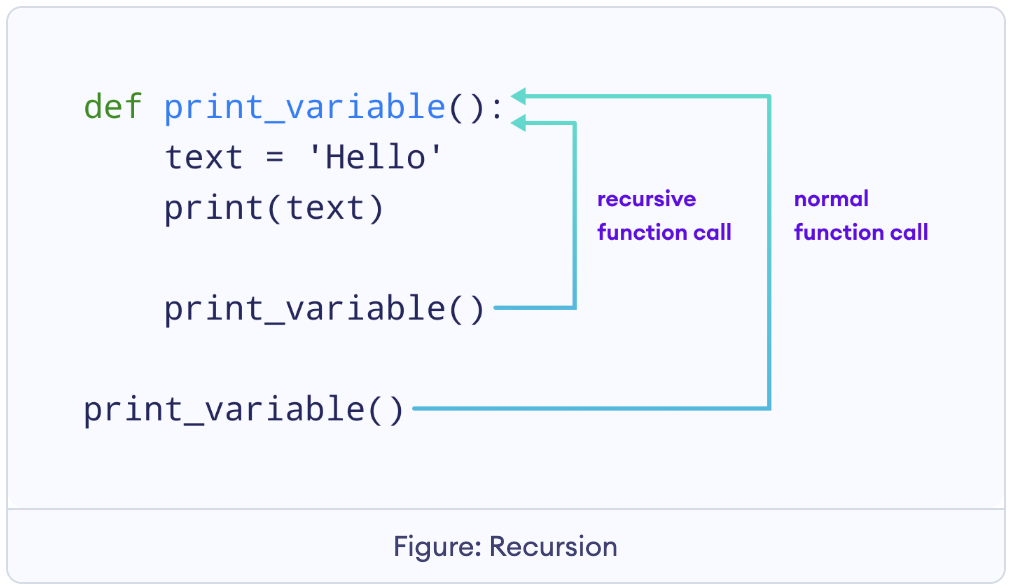 def print_variable():
    text = 'Hello'
    print(text)
    print_variable()
print_variable()
recursive
function call
normal
function call
Figure: Recursion